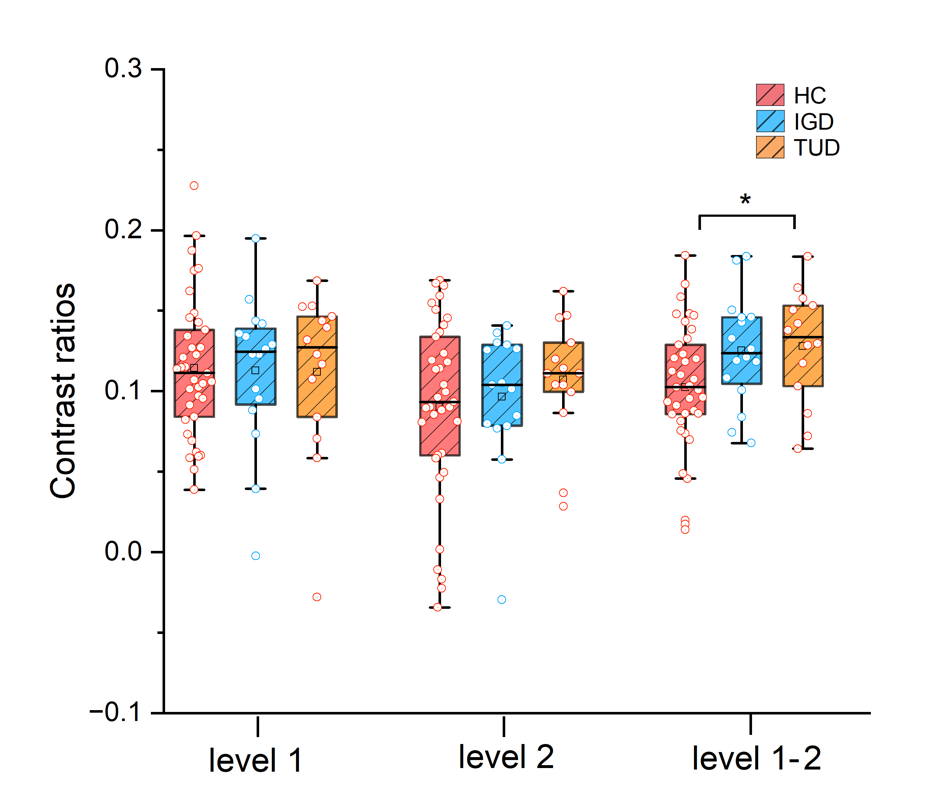 0.3
0.2
0.1
0.0
−0.1
Contrast ratios
HC
IGD
TUD
*
level 1
level 2
level 1-2